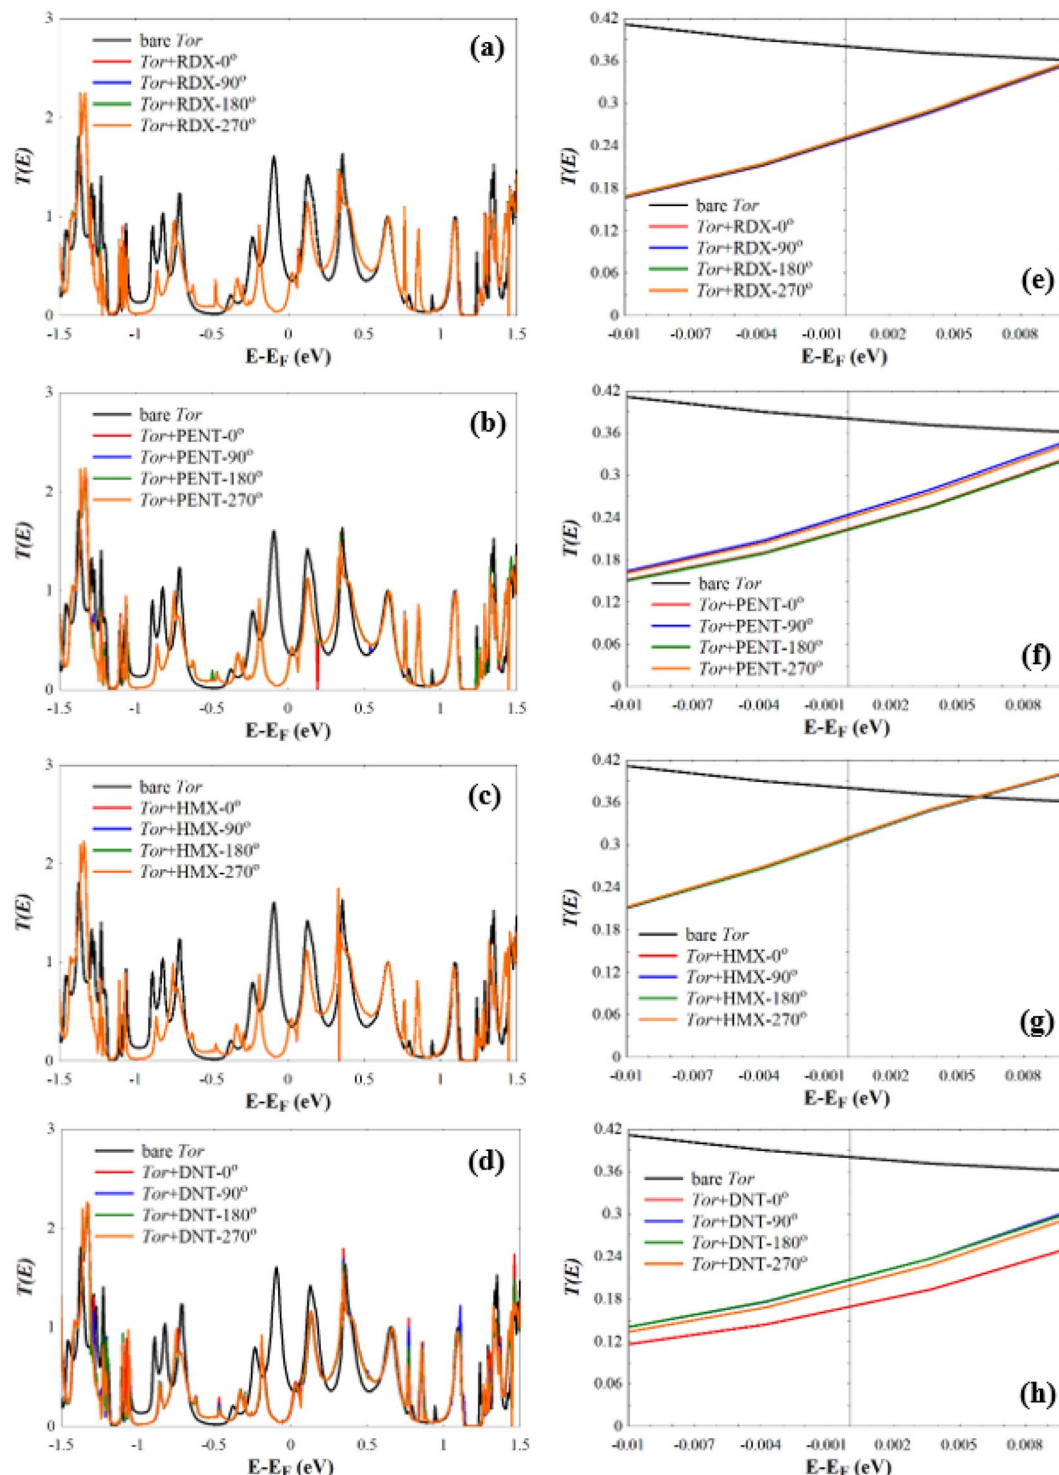 3
2
1
0
T(E)
bare Tor
Tor+RDX-0°
Tor+RDX-90°
Tor+RDX-180°
Tor+RDX-270°
(a)
-1.5 -1 -0.5 0 0.5 1 1.5
E-E_F (eV)
0.42
0.36
0.3
0.24
0.18
0.12
0.06
0
T(E)
bare Tor
Tor+RDX-0°
Tor+RDX-90°
Tor+RDX-180°
Tor+RDX-270°
(e)
-0.01 -0.007 -0.004 -0.001 0.002 0.005 0.008
E-E_F (eV)
3
2
1
0
T(E)
bare Tor
Tor+PENT-0°
Tor+PENT-90°
Tor+PENT-180°
Tor+PENT-270°
(b)
-1.5 -1 -0.5 0 0.5 1 1.5
E-E_F (eV)
0.42
0.36
0.3
0.24
0.18
0.12
0.06
0
T(E)
bare Tor
Tor+PENT-0°
Tor+PENT-90°
Tor+PENT-180°
Tor+PENT-270°
(f)
-0.01 -0.007 -0.004 -0.001 0.002 0.005 0.008
E-E_F (eV)
3
2
1
0
T(E)
bare Tor
Tor+HMX-0°
Tor+HMX-90°
Tor+HMX-180°
Tor+HMX-270°
(c)
-1.5 -1 -0.5 0 0.5 1 1.5
E-E_F (eV)
0.42
0.36
0.3
0.24
0.18
0.12
0.06
0
T(E)
bare Tor
Tor+HMX-0°
Tor+HMX-90°
Tor+HMX-180°
Tor+HMX-270°
(g)
-0.01 -0.007 -0.004 -0.001 0.002 0.005 0.008
E-E_F (eV)
3
2
1
0
T(E)
bare Tor
Tor+DNT-0°
Tor+DNT-90°
Tor+DNT-180°
Tor+DNT-270°
(d)
-1.5 -1 -0.5 0 0.5 1 1.5
E-E_F (eV)
0.42
0.36
0.3
0.24
0.18
0.12
0.06
0
T(E)
bare Tor
Tor+DNT-0°
Tor+DNT-90°
Tor+DNT-180°
Tor+DNT-270°
(h)
-0.01 -0.007 -0.004 -0.001 0.002 0.005 0.008
E-E_F (eV)